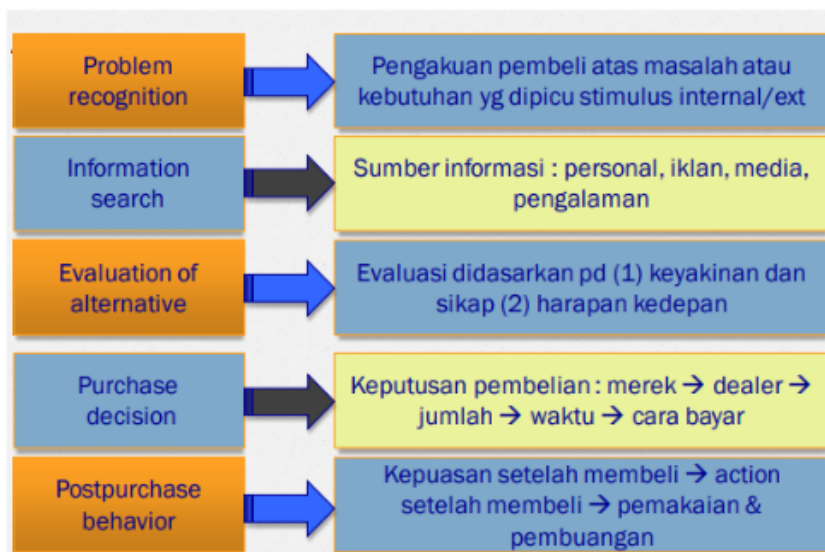 Problem
recognition
Pengakuan pembeli atas masalah atau
kebutuhan yg dipicu stimulus internal/ext
Information
search
Sumber informasi : personal, iklan, media,
pengalaman
Evaluation of
alternative
Evaluasi didasarkan pd (1) keyakinan dan
sikap (2) harapan kedepan
Purchase
decision
Keputusan pembelian : merek → dealer →
jumlah → waktu → cara bayar
Postpurchase
behavior
Kepuasan setelah membeli → action
setelah membeli → pemakaian &
pembuangan